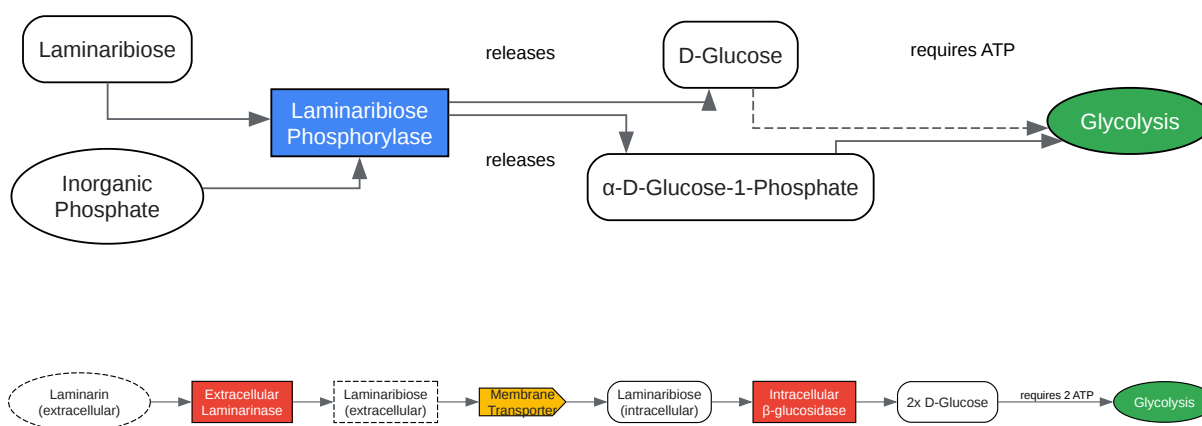 Laminaribiose
releases
D-Glucose
requires ATP
Laminaribiose
Phosphorylase
Glycolysis
releases
Inorganic
Phosphate
α-D-Glucose-1-Phosphate
Laminarin
(extracellular)
Extracellular
Laminarinase
Laminaribiose
(extracellular)
Membrane
Transporter
Laminaribiose
(intracellular)
Intracellular
β-glucosidase
2x D-Glucose
requires 2 ATP
Glycolysis